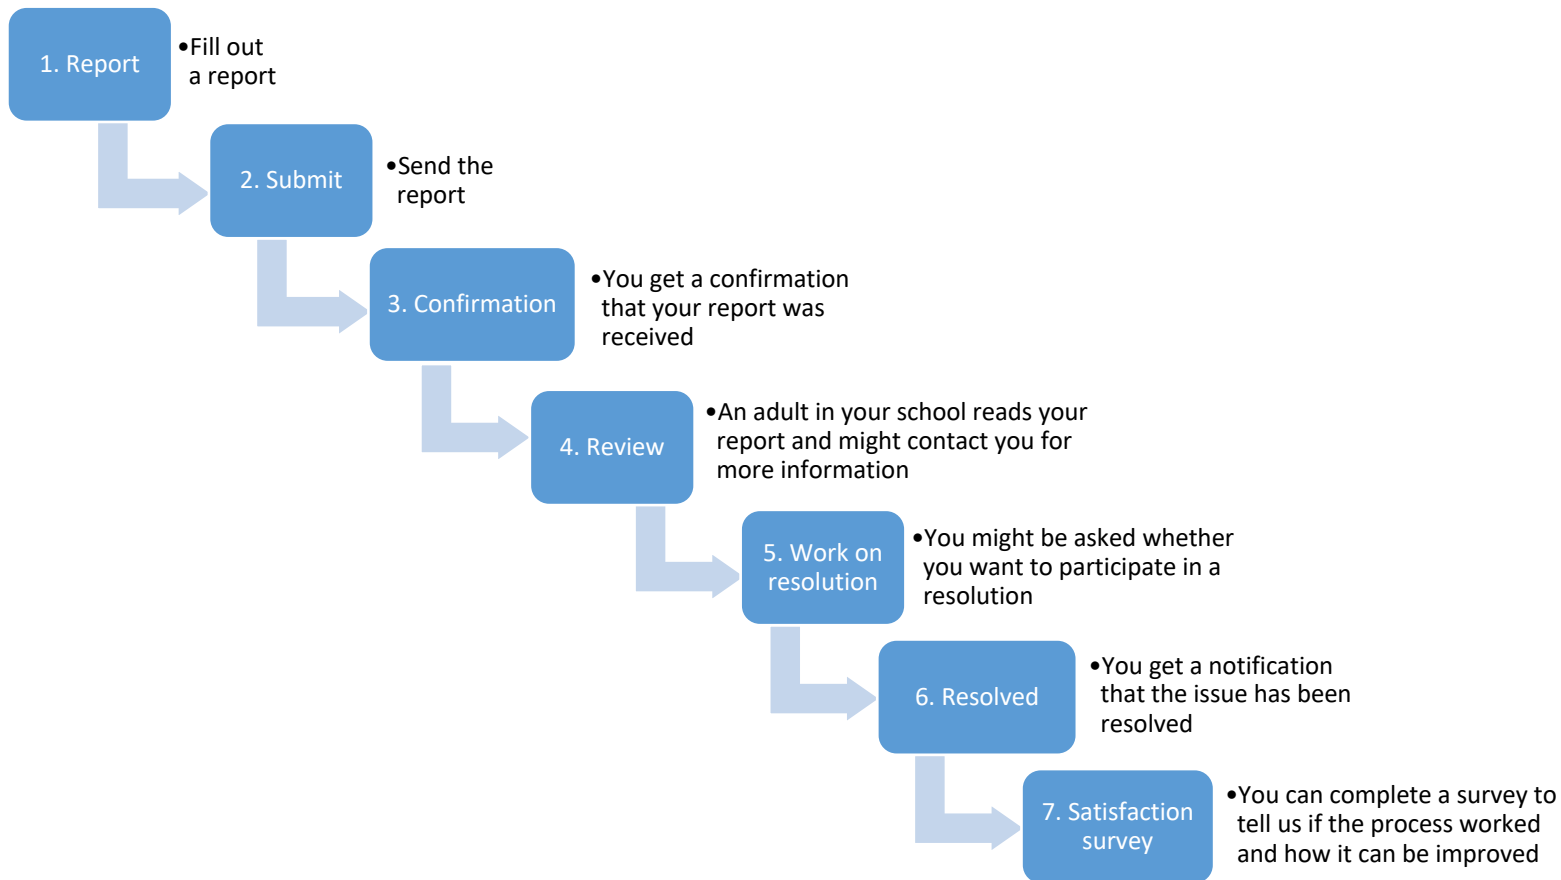 1. Report
•Fill out
a report
2. Submit
•Send the
report
3. Confirmation
•You get a confirmation
that your report was
received
4. Review
•An adult in your school reads your
report and might contact you for
more information
5. Work on
resolution
•You might be asked whether
you want to participate in a
resolution
6. Resolved
•You get a notification
that the issue has been
resolved
7. Satisfaction
survey
•You can complete a survey to
tell us if the process worked
and how it can be improved